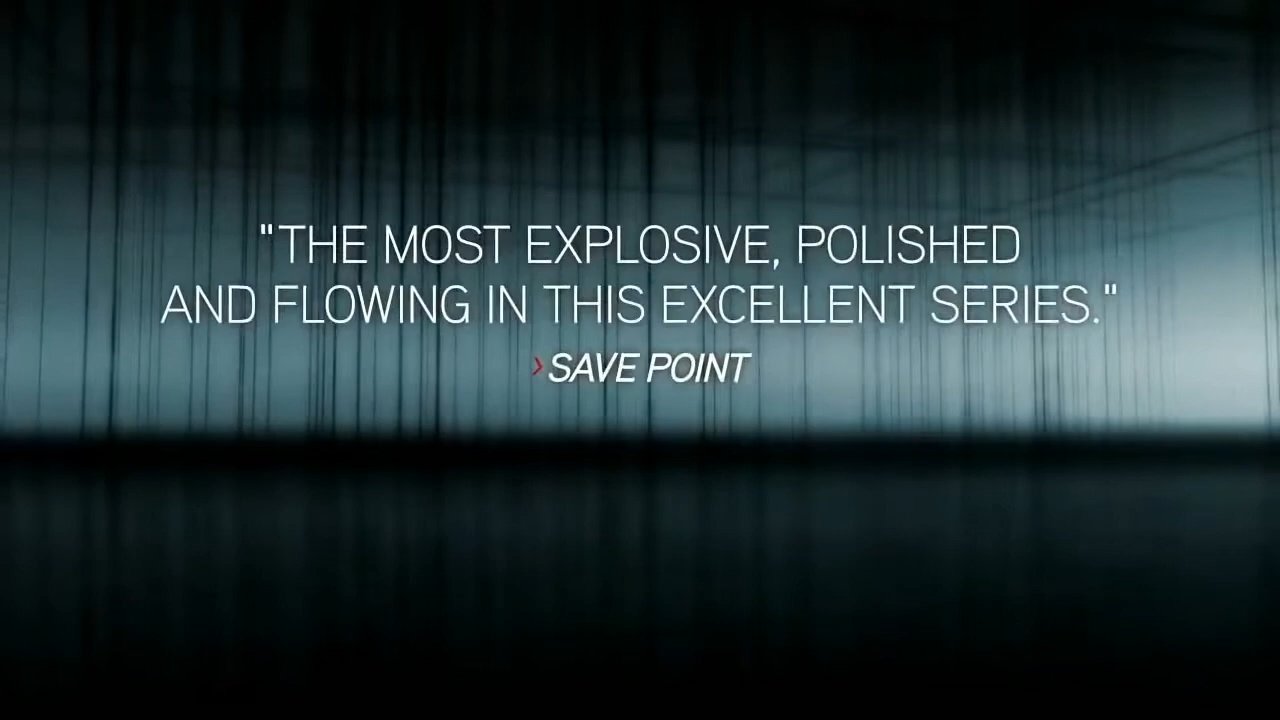 "THE MOST EXPLOSIVE, POLISHED
AND FLOWING IN THIS EXCELLENT SERIES."
›SAVE POINT